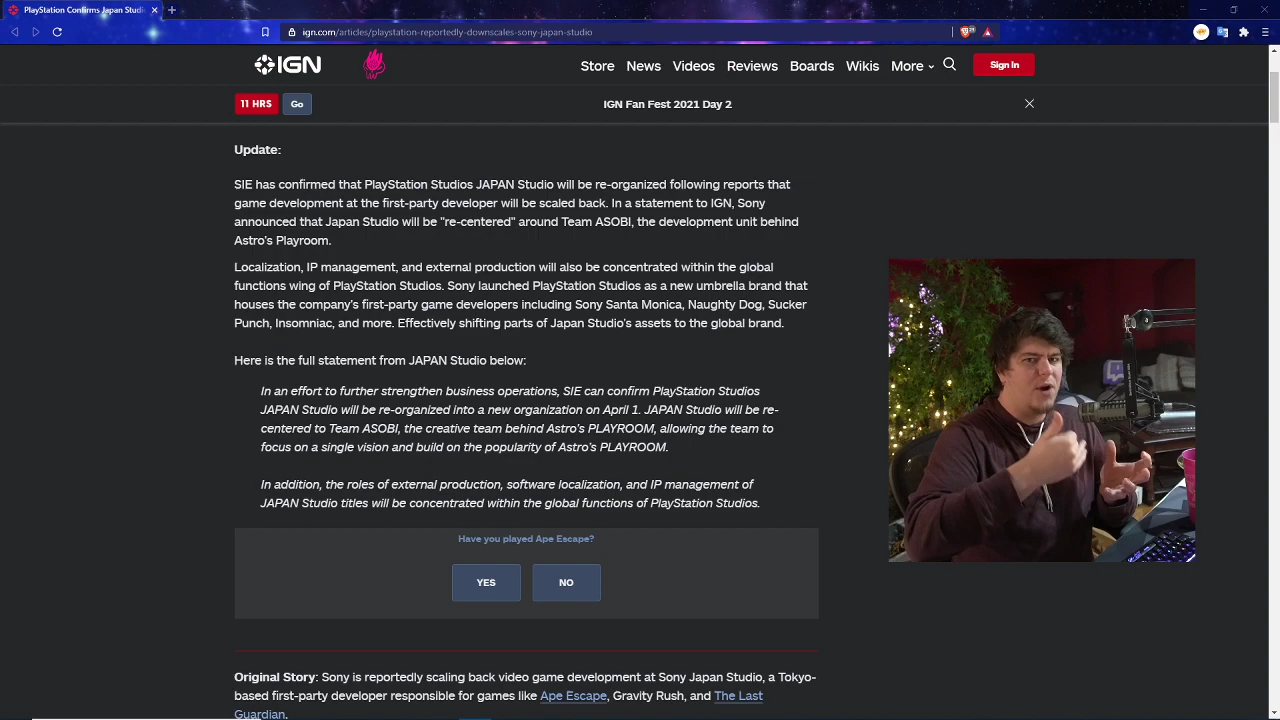 PlayStation Confirms Japan Studi
ign.com/articles/playstation-reportedly-downscales-sony-japan-studio
IGN
Store News Videos Reviews Boards Wikis More
Sign In
11 HRS Go IGN Fan Fest 2021 Day 2
Update:
SIE has confirmed that PlayStation Studios JAPAN Studio will be re-organized following reports that
game development at the first-party developer will be scaled back. In a statement to IGN, Sony
announced that Japan Studio will be "re-centered" around Team ASOBI, the development unit behind
Astro's Playroom.
Localization, IP management, and external production will also be concentrated within the global
functions wing of PlayStation Studios. Sony launched PlayStation Studios as a new umbrella brand that
houses the company's first-party game developers including Sony Santa Monica, Naughty Dog, Sucker
Punch, Insomniac, and more. Effectively shifting parts of Japan Studio's assets to the global brand.
Here is the full statement from JAPAN Studio below:
In an effort to further strengthen business operations, SIE can confirm PlayStation Studios
JAPAN Studio will be re-organized into a new organization on April 1. JAPAN Studio will be re-
centered to Team ASOBI, the creative team behind Astro's PLAYROOM, allowing the team to
focus on a single vision and build on the popularity of Astro's PLAYROOM.
In addition, the roles of external production, software localization, and IP management of
JAPAN Studio titles will be concentrated within the global functions of PlayStation Studios.
Have you played Ape Escape?
YES NO
Original Story: Sony is reportedly scaling back video game development at Sony Japan Studio, a Tokyo-
based first-party developer responsible for games like Ape Escape, Gravity Rush, and The Last
Guardian.